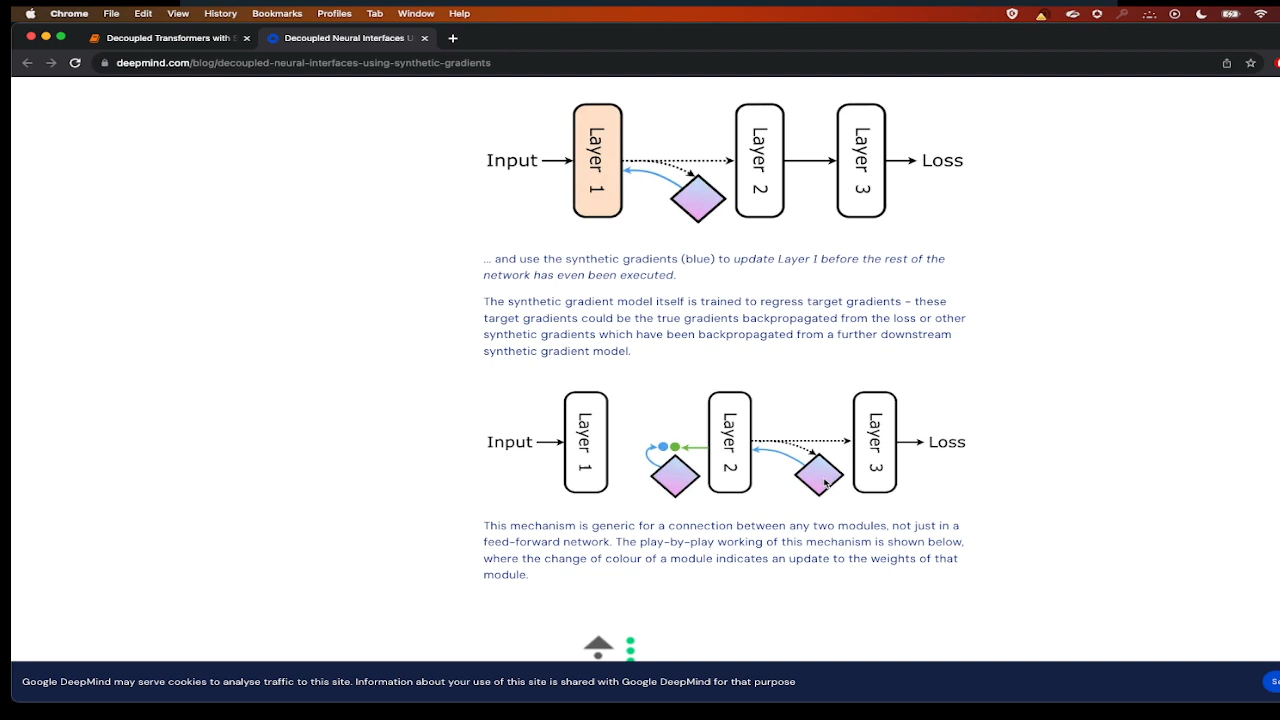 Chrome File Edit View History Bookmarks Profiles Tab Window Help
Decoupled Transformers with S
Decoupled Neural Interfaces U
deepmind.com/blog/decoupled-neural-interfaces-using-synthetic-gradients
Input Layer 1 Layer 2 Layer 3 Loss
... and use the synthetic gradients (blue) to update Layer 1 before the rest of the
network has even been executed.
The synthetic gradient model itself is trained to regress target gradients - these
target gradients could be the true gradients backpropagated from the loss or other
synthetic gradients which have been backpropagated from a further downstream
synthetic gradient model.
Input Layer 1 Layer 2 Layer 3 Loss
This mechanism is generic for a connection between any two modules, not just in a
feed-forward network. The play-by-play working of this mechanism is shown below,
where the change of colour of a module indicates an update to the weights of that
module.
Google DeepMind may serve cookies to analyse traffic to this site. Information about your use of this site is shared with Google DeepMind for that purpose